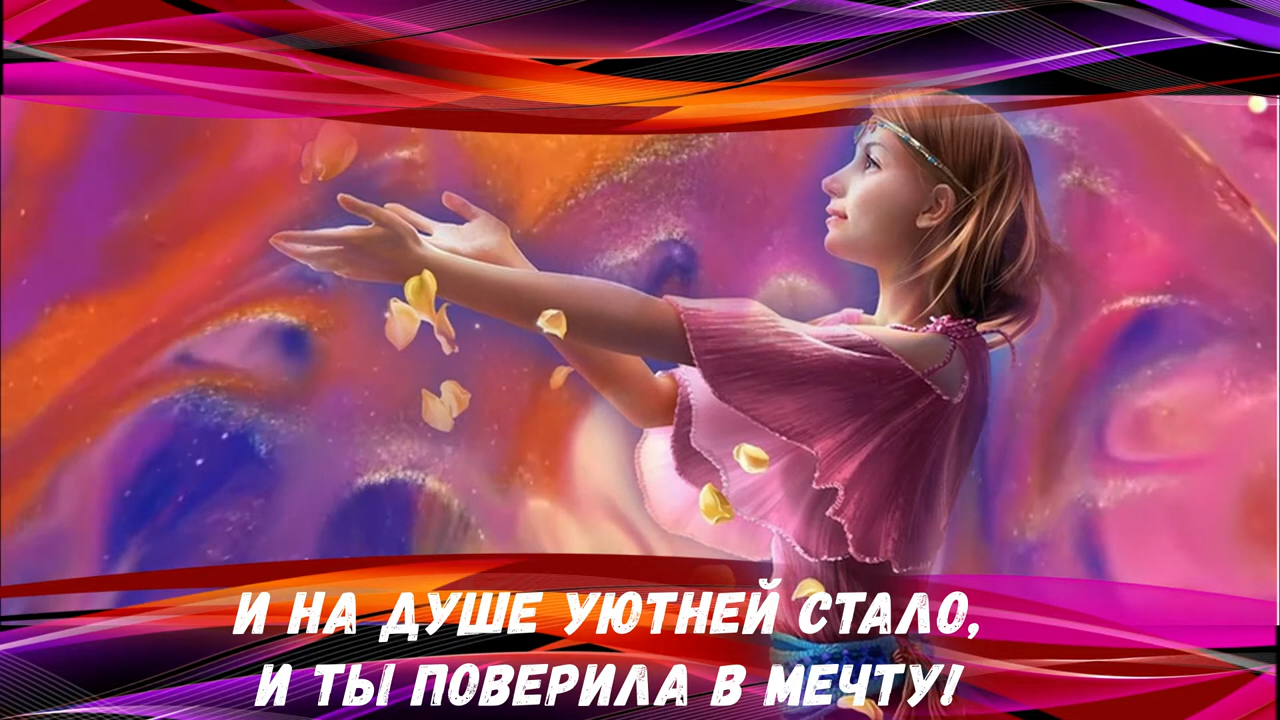 И НА ДУШЕ УЮТНЕЙ СТАЛО,
И ТЫ ПОВЕРИЛА В МЕЧТУ!